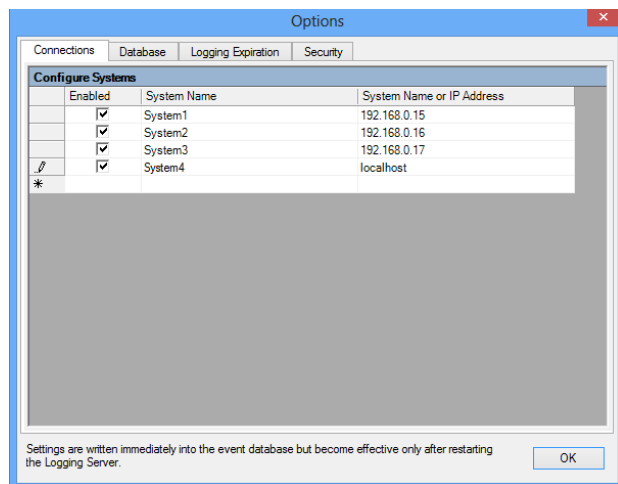 Options
Connections Database Logging Expiration Security
Configure Systems
Enabled System Name System Name or IP Address
System1 192.168.0.15
System2 192.168.0.16
System3 192.168.0.17
System4 localhost
Settings are written immediately into the event database but become effective only after restarting
the Logging Server.
OK